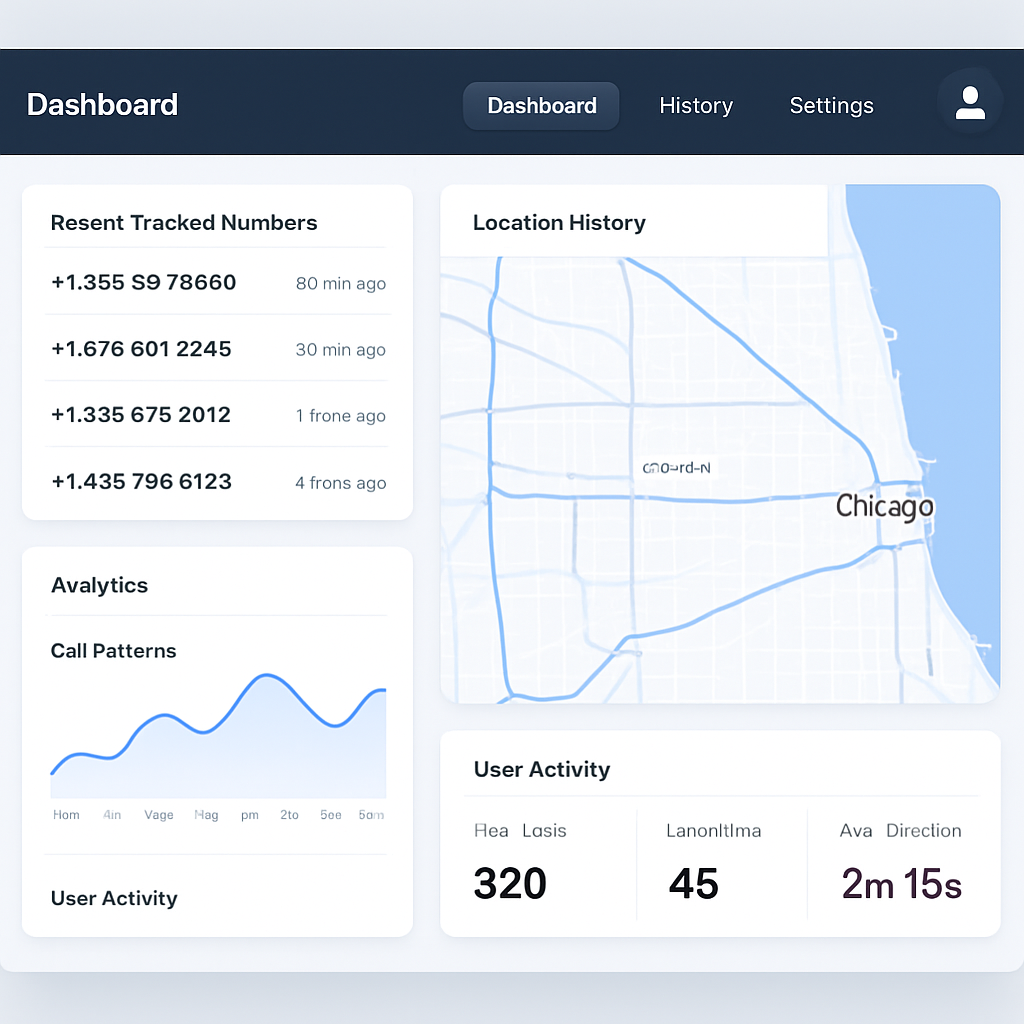 Dashboard
Dashboard History Settings
Resent Tracked Numbers
+1.355 S9 78660 80 min ago
+1.676 601 2245 30 min ago
+1.335 675 2012 1 frone ago
+1.435 796 6123 4 frons ago
Avalytics
Call Patterns
Hom Ain Vage Hag pm 2to 5ee 5am
User Activity
Location History
Chicago
User Activity
Hea Lasis LanonItIma Ava Direction
320 45 2m 15s